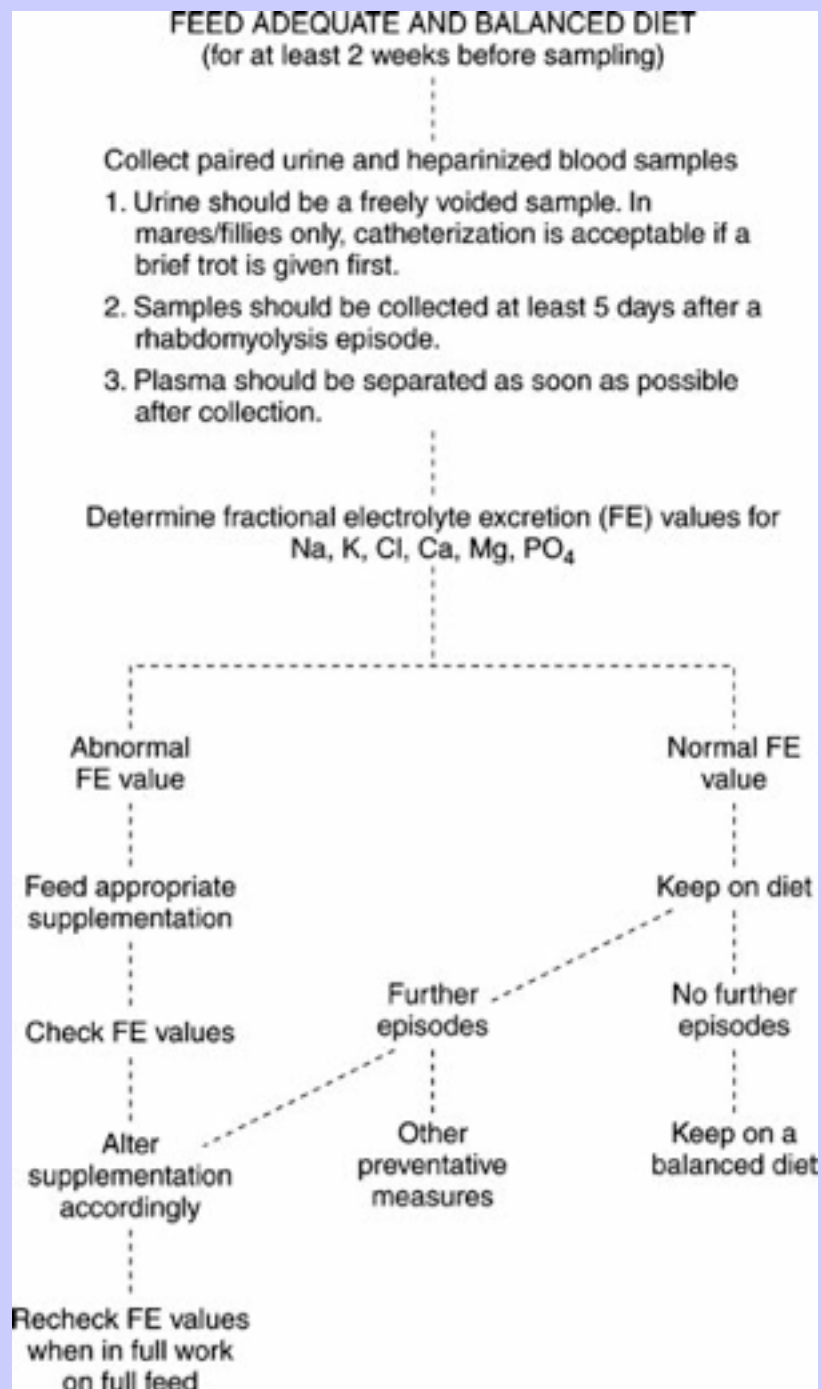 FEED ADEQUATE AND BALANCED DIET
(for at least 2 weeks before sampling)
Collect paired urine and heparinized blood samples
1. Urine should be a freely voided sample. In
mares/fillies only, catheterization is acceptable if a
brief trot is given first.
2. Samples should be collected at least 5 days after a
rhabdomyolysis episode.
3. Plasma should be separated as soon as possible
after collection.
Determine fractional electrolyte excretion (FE) values for
Na, K, Cl, Ca, Mg, PO₄
Abnormal
FE value
Normal FE
value
Feed appropriate
supplementation
Keep on diet
Check FE values
Further
episodes
No further
episodes
Alter
supplementation
accordingly
Other
preventative
measures
Keep on a
balanced diet
Recheck FE values
when in full work
on full feed